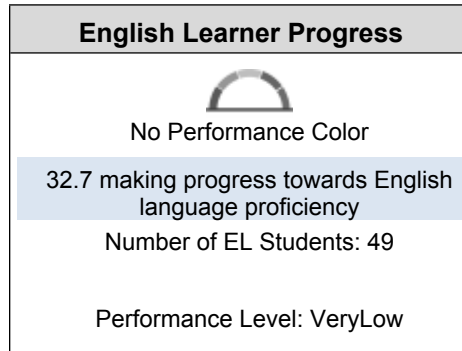 English Learner Progress
No Performance Color
32.7 making progress towards English
language proficiency
Number of EL Students: 49
Performance Level: VeryLow